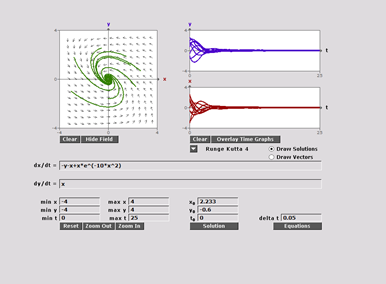 y
4
x
-4
4
-4
y
4
t
-4
25
x
4
t
-4
25
Clear Hide Field
Clear Overlay Time Graphs
Runge Kutta 4
Draw Solutions
Draw Vectors
dx/dt = -y-x+x*e^(-10*x^2)
dy/dt = x
min x -4 max x 4 x0 2.233
min y -4 max y 4 y0 -0.6
min t 0 max t 25 t0 0 delta t 0.05
Reset Zoom Out Zoom In Solution Equations